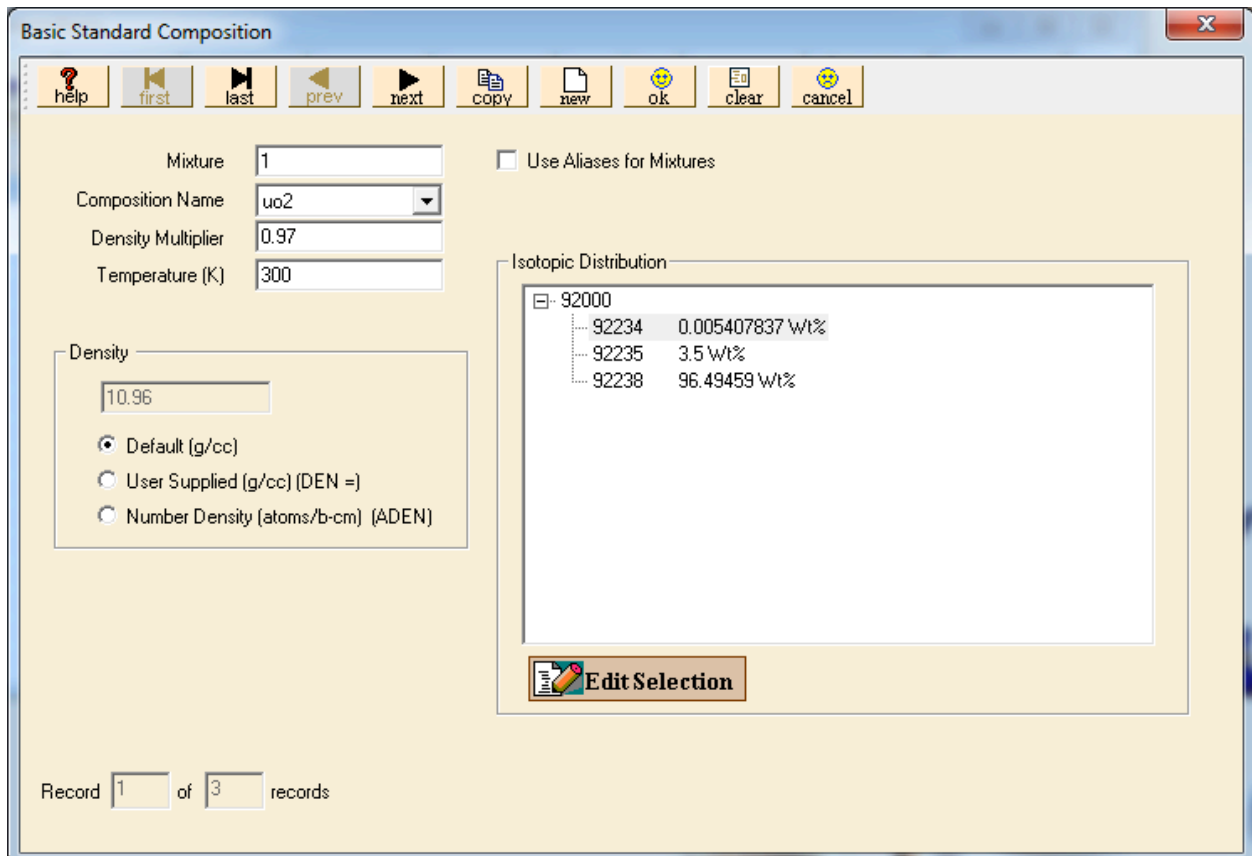 Basic Standard Composition
X
help first last prev next copy new ok clear cancel
Mixture 1
Use Aliases for Mixtures
Composition Name uo2
Density Multiplier 0.97
Temperature (K) 300
Isotopic Distribution
92000
92234 0.005407837 Wt%
92235 3.5 Wt%
92238 96.49459 Wt%
Density
10.96
Default (g/cc)
User Supplied (g/cc) (DEN =)
Number Density (atoms/b-cm) (ADEN)
Edit Selection
Record 1 of 3 records